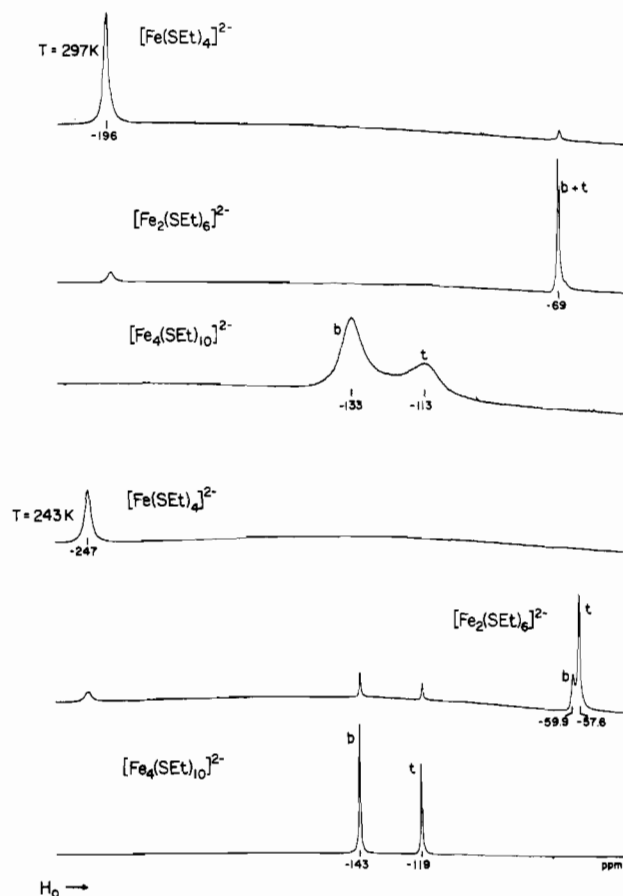 [Fe(SEt)4]2-
T = 297K
-196
b + t
[Fe2(SEt)6]2-
-69
[Fe4(SEt)10]2-
b
t
-133
-113
[Fe(SEt)4]2-
T = 243 K
-247
[Fe2(SEt)6]2-
t
b
-59.9
-57.6
[Fe4(SEt)10]2-
b
t
-143
-119
ppm
H0 →